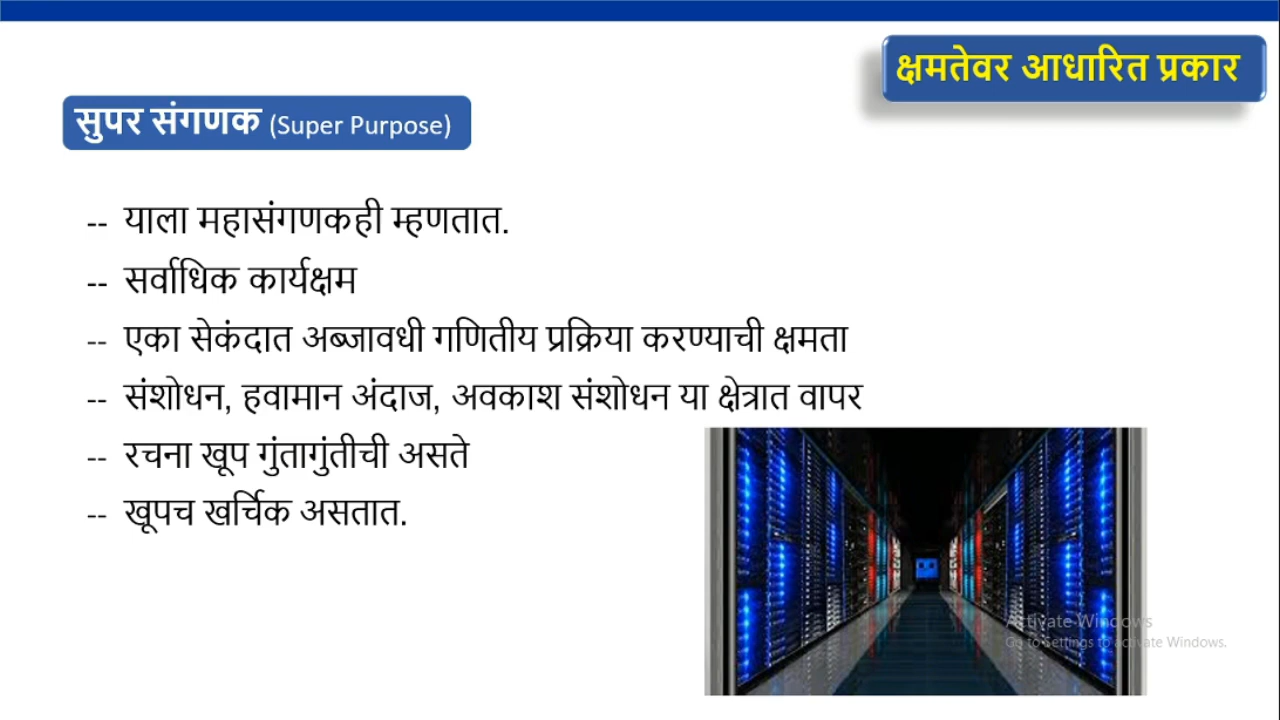 क्षमतेवर आधारित प्रकार
सुपर संगणक (Super Purpose)
-- याला महासंगणकही म्हणतात.
-- सर्वाधिक कार्यक्षम
-- एका सेकंदात अब्जावधी गणितीय प्रक्रिया करण्याची क्षमता
-- संशोधन, हवामान अंदाज, अवकाश संशोधन या क्षेत्रात वापर
-- रचना खूप गुंतागुंतीची असते
-- खूपच खर्चिक असतात.
Activate Windows
Go to Settings to activate Windows.